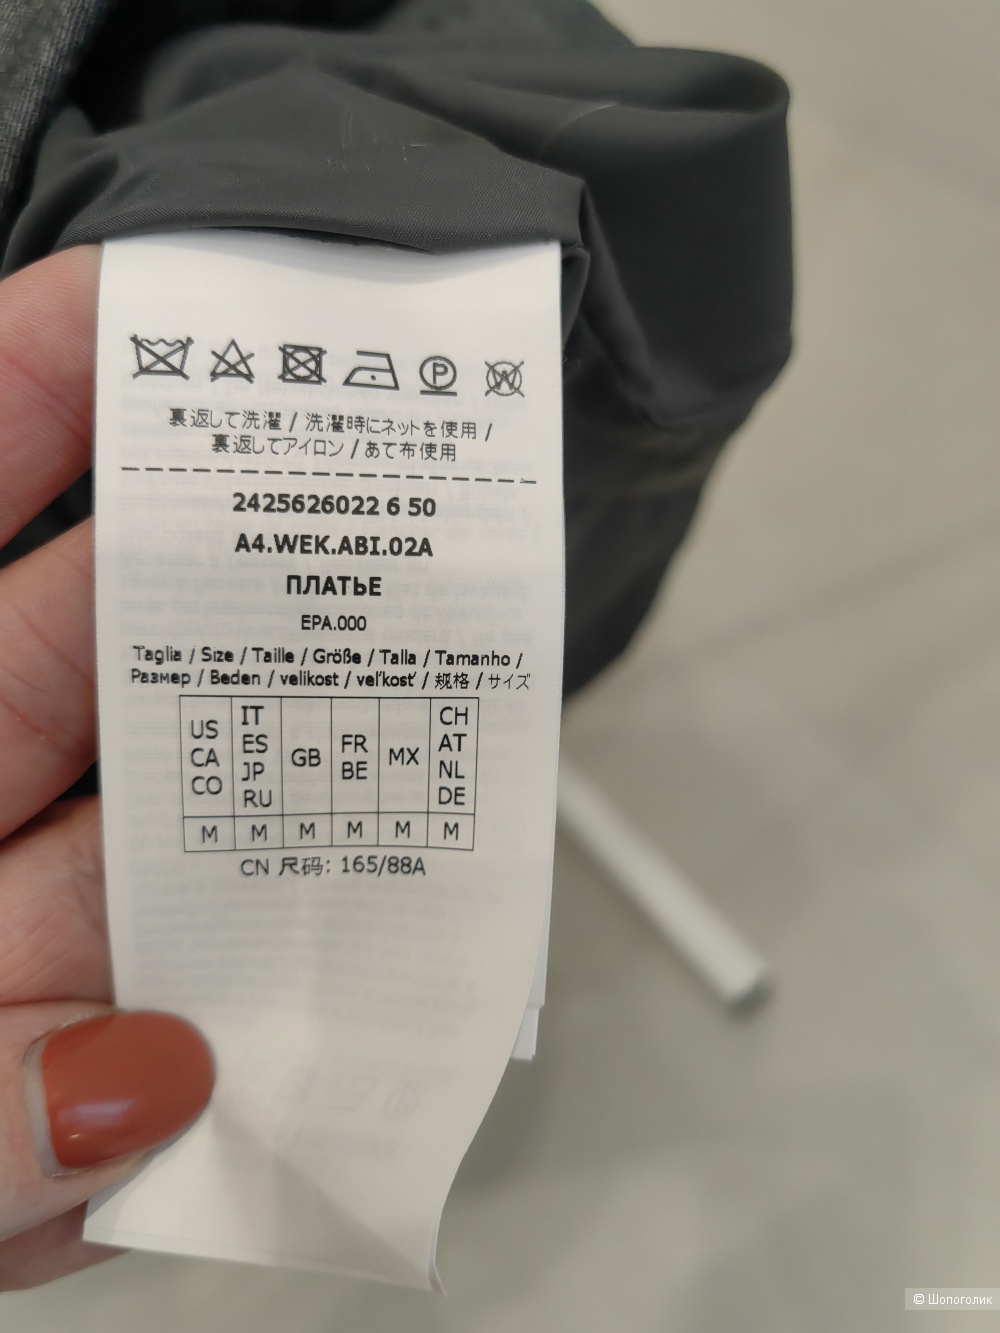 P
W
裏返して洗濯 / 洗濯時にネットを使用 /
裏返してアイロン / あて布使用
2425626022 6 50
A4.WEK.ABI.02A
ПЛАТЬЕ
EPA.000
Taglia / Size / Taille / Größe / Talla / Tamanho /
Размер / Beden / velikost / veľkosť / 规格 / サイズ
US CA CO IT ES JP RU GB FR BE MX CH AT NL DE
M M M M M M
CN 尺码: 165/88A
© Шопоголик